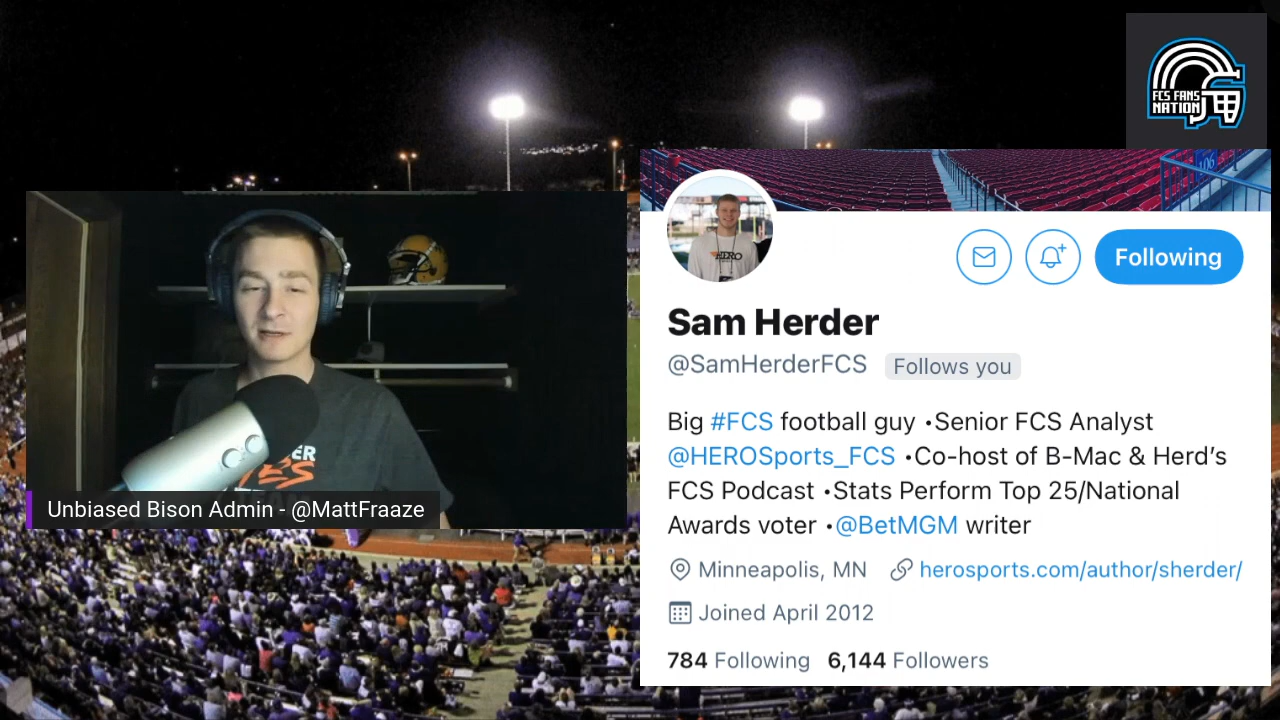 FCS FANS
NATION
106
HERO
Following
Sam Herder
@SamHerderFCS Follows you
Big #FCS football guy •Senior FCS Analyst
@HEROSports_FCS •Co-host of B-Mac & Herd’s
FCS Podcast •Stats Perform Top 25/National
Awards voter •@BetMGM writer
Minneapolis, MN herosports.com/author/sherder/
Joined April 2012
784 Following 6,144 Followers
Unbiased Bison Admin - @MattFraaze